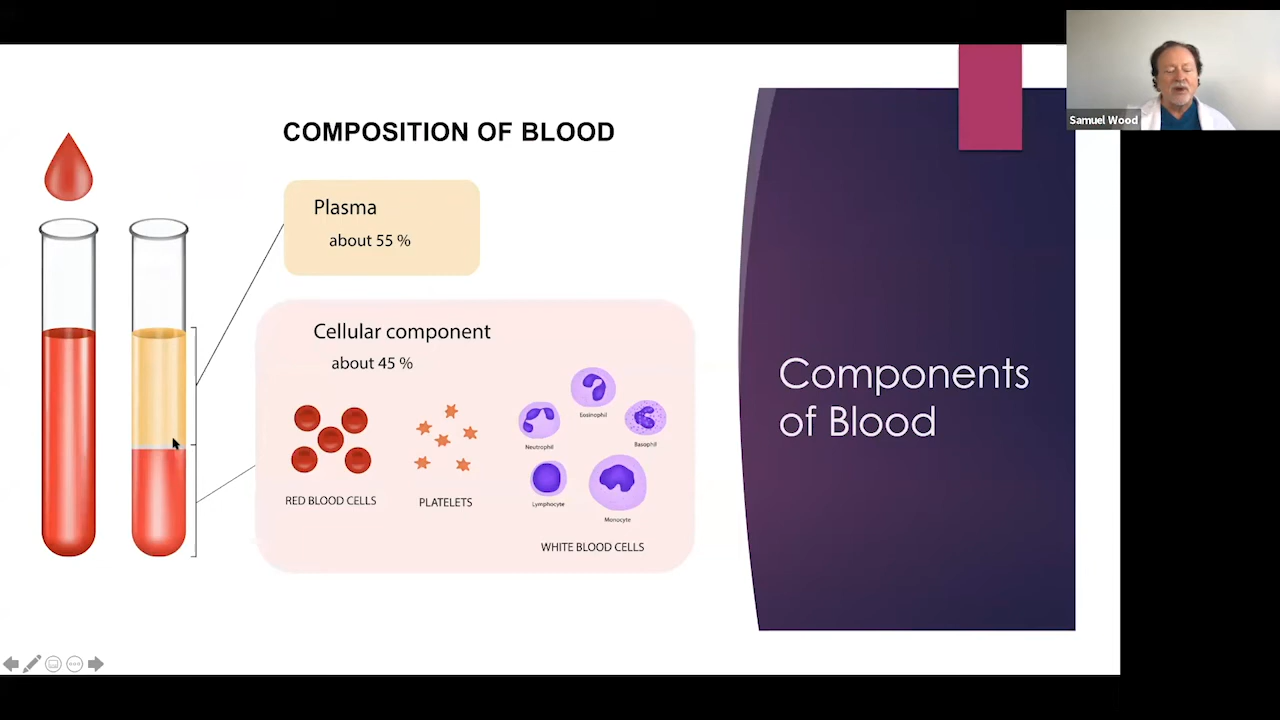 Samuel Wood
COMPOSITION OF BLOOD
Plasma
about 55 %
Cellular component
about 45 %
Eosinophil
Neutrophil
Basophil
Lymphocyte
Monocyte
RED BLOOD CELLS
PLATELETS
WHITE BLOOD CELLS
Components
of Blood